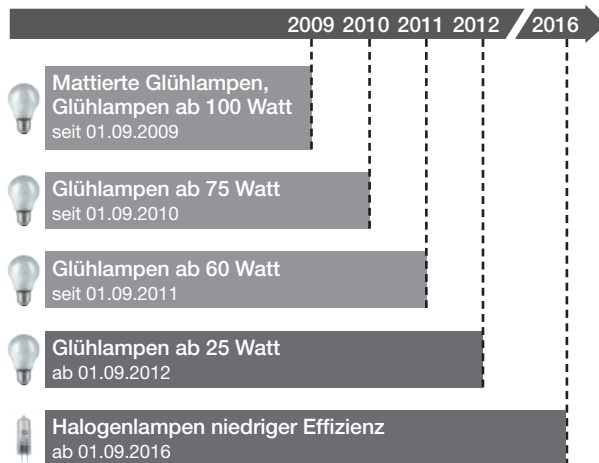 2009 2010 2011 2012 2016
Mattierte Glühlampen,
Glühlampen ab 100 Watt
seit 01.09.2009
Glühlampen ab 75 Watt
seit 01.09.2010
Glühlampen ab 60 Watt
seit 01.09.2011
Glühlampen ab 25 Watt
ab 01.09.2012
Halogenlampen niedriger Effizienz
ab 01.09.2016